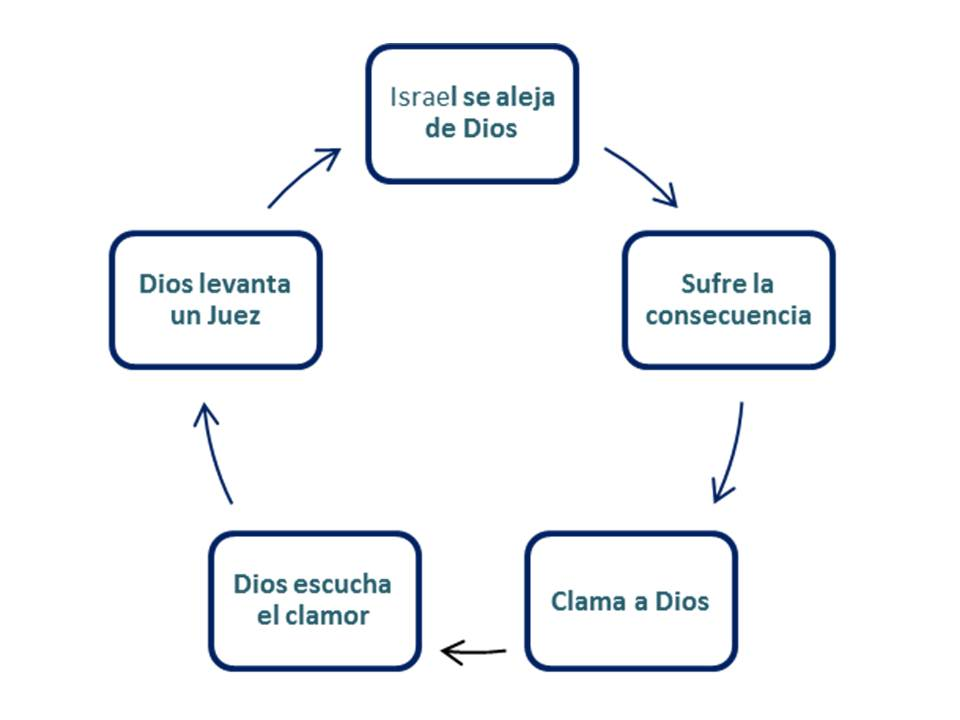 Israel se aleja
de Dios
Sufre la
consecuencia
Clama a Dios
Dios escucha
el clamor
Dios levanta
un Juez